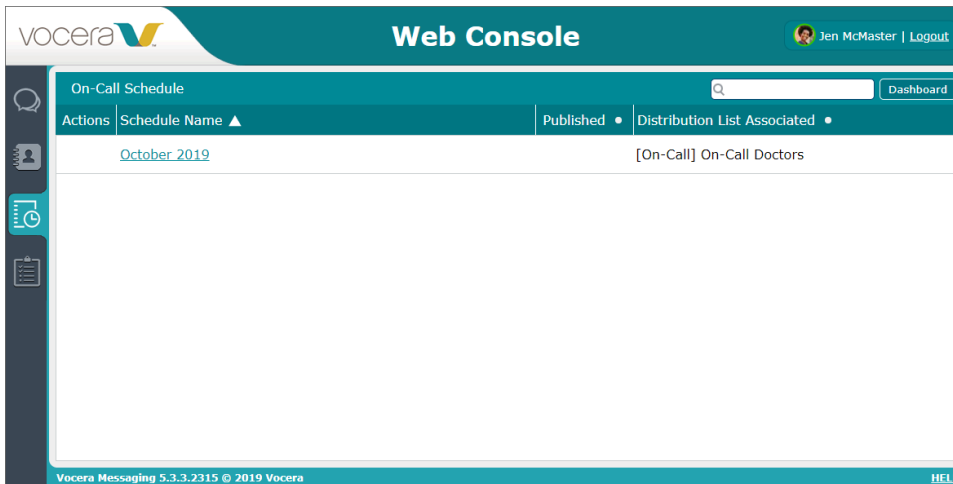 vocera
Web Console
Jen McMaster | Logout
On-Call Schedule
Dashboard
Actions Schedule Name ▲ Published • Distribution List Associated •
October 2019 [On-Call] On-Call Doctors
Vocera Messaging 5.3.3.2315 © 2019 Vocera
HEL